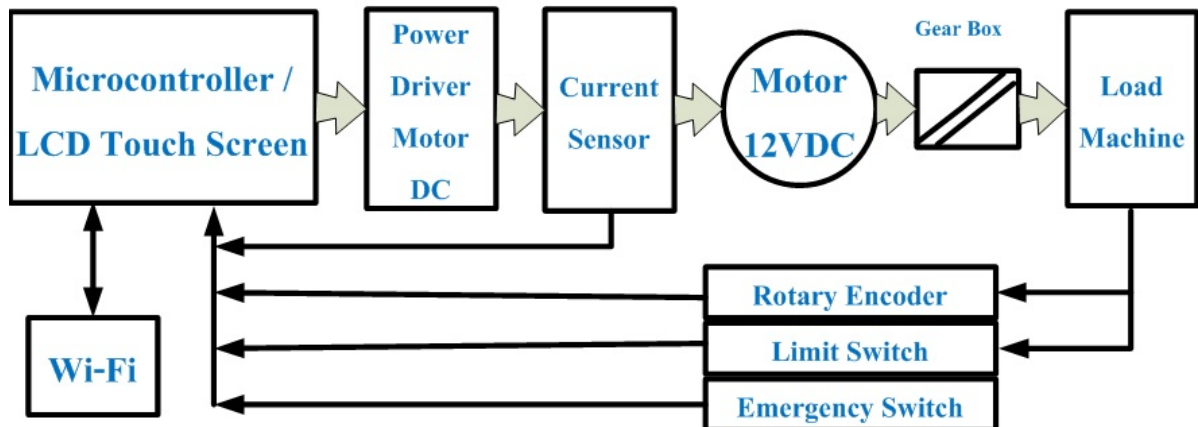 Microcontroller /
LCD Touch Screen
Power
Driver
Motor
DC
Current
Sensor
Motor
12VDC
Gear Box
Load
Machine
Rotary Encoder
Limit Switch
Emergency Switch
Wi-Fi